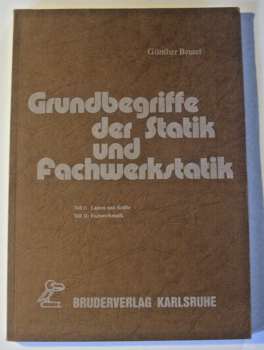 Günther Beutel
Grundbegriffe
der Statik
und
Fachwerkstatik
Teil I: Lasten und Kräfte
Teil II: Fachwerkstatik
BRUDERVERLAG KARLSRUHE